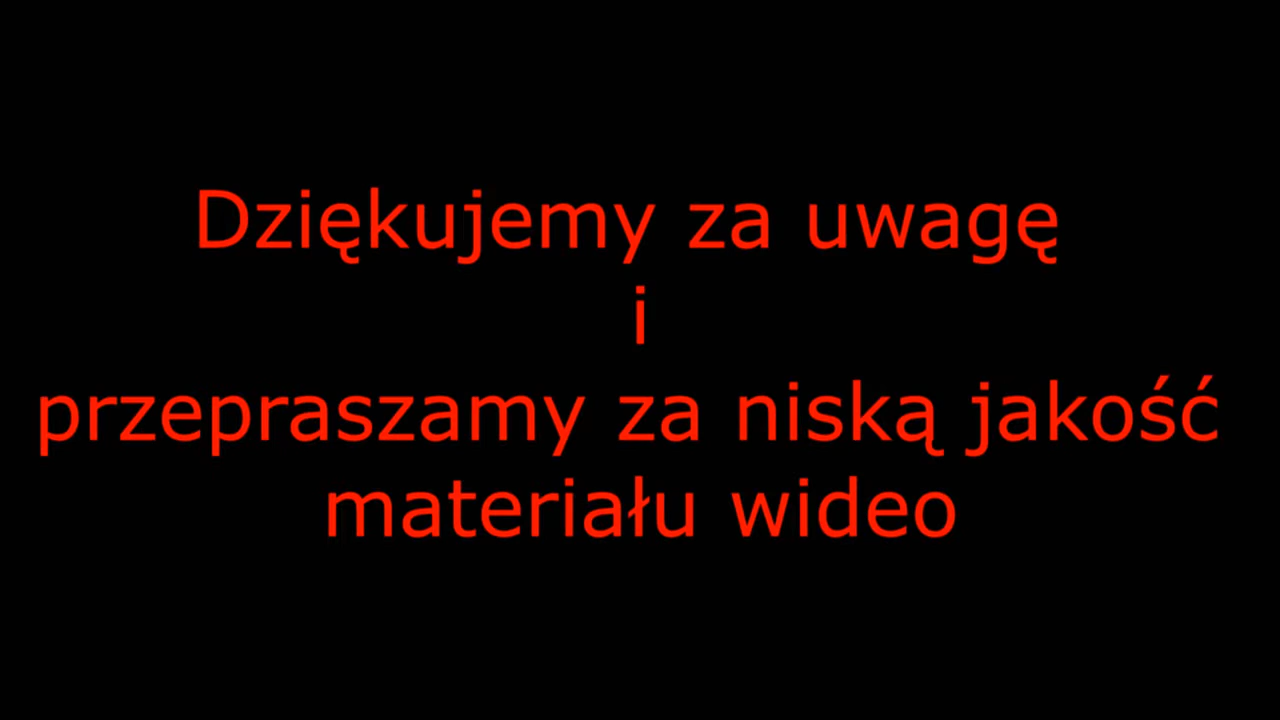 Dziękujemy za uwagę
i
przepraszamy za niską jakość
materiału wideo